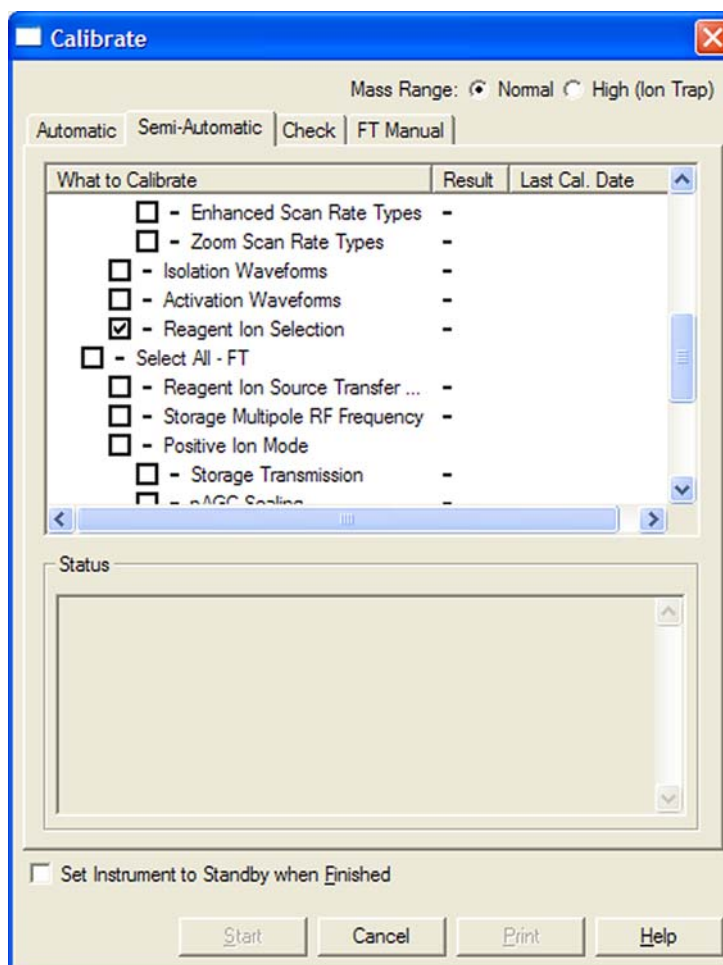 Calibrate
Mass Range: Normal High (Ion Trap)
Automatic Semi-Automatic Check FT Manual
What to Calibrate Result Last Cal. Date
- Enhanced Scan Rate Types -
- Zoom Scan Rate Types -
- Isolation Waveforms -
- Activation Waveforms -
- Reagent Ion Selection -
- Select All - FT
- Reagent Ion Source Transfer ... -
- Storage Multipole RF Frequency -
- Positive Ion Mode
- Storage Transmission -
- pAGC Scaling -
Status
Set Instrument to Standby when Finished
Start Cancel Print Help